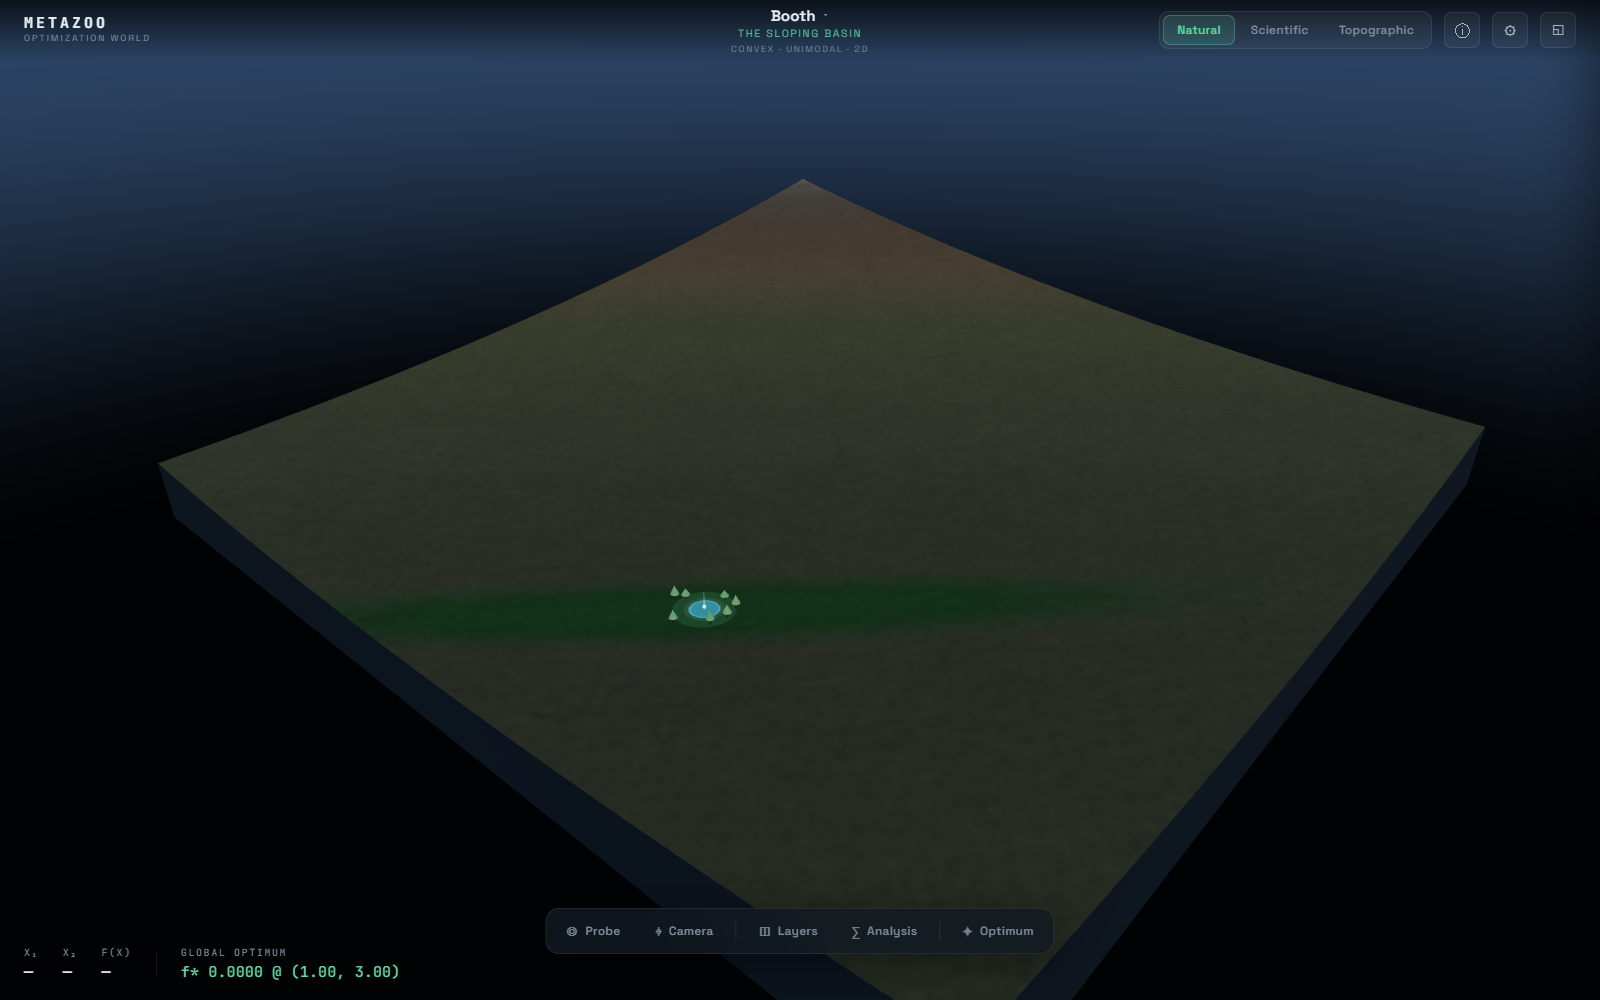 METAZOO
OPTIMIZATION WORLD
Booth
THE SLOPING BASIN
CONVEX · UNIMODAL · 2D
Natural Scientific Topographic
Probe Camera Layers Analysis Optimum
X₁ X₂ F(X)
— — —
GLOBAL OPTIMUM
f* 0.0000 @ (1.00, 3.00)